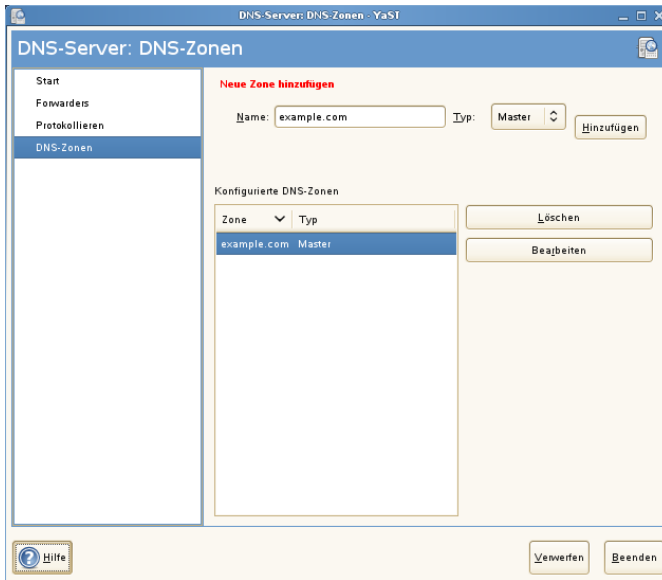 DNS-Server: DNS-Zonen - YaST
DNS-Server: DNS-Zonen
Start
Forwarders
Protokollieren
DNS-Zonen
Neue Zone hinzufügen
Name: example.com Typ: Master Hinzufügen
Konfigurierte DNS-Zonen
Zone Typ Löschen
example.com Master Bearbeiten
Hilfe Verwerfen Beenden